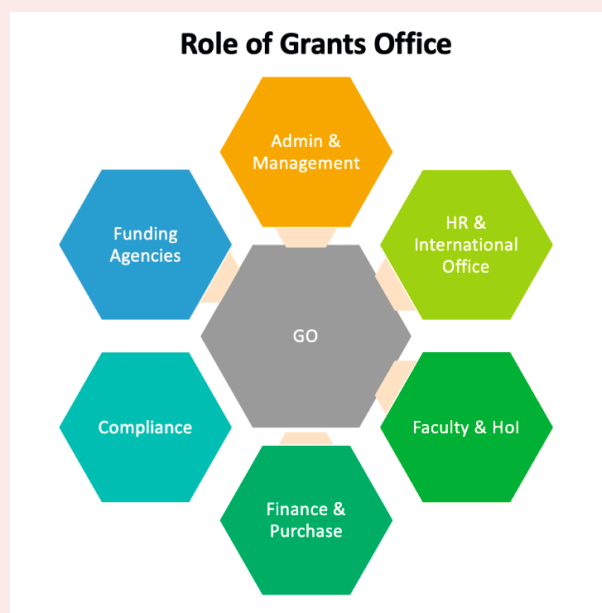 Role of Grants Office
Admin &
Management
Funding
Agencies
HR &
International
Office
GO
Compliance
Faculty & HoI
Finance &
Purchase